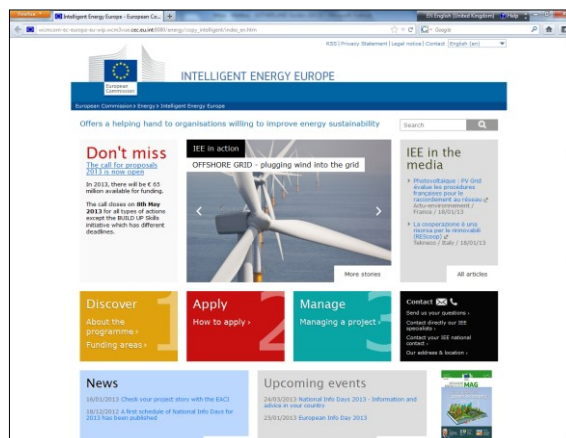 Firefox
Intelligent Energy Europe - European Co...
EN English (United Kingdom)
Help
Google
RSS | Privacy Statement | Legal notice | Contact
English (en)
European
Commission
INTELLIGENT ENERGY EUROPE
European Commission > Energy > Intelligent Energy Europe
Offers a helping hand to organisations willing to improve energy sustainability
Search
Don't miss
The call for proposals
2013 is now open
In 2013, there will be € 65
million available for funding.
The call closes on 8th May
2013 for all types of actions
except the BUILD UP Skills
initiative which has different
deadlines.
IEE in action
OFFSHORE GRID - plugging wind into the grid
More stories
IEE in the
media
Photovoltaïque : PV Grid
évalue les procédures
françaises pour le
raccordement au réseau
Actu-environnement /
France / 18/01/13
La cooperazione è una
morsa per le rinnovabili
(REScoop)
Italy / 18/01/13
All articles
Discover
About the
programme ›
Funding areas ›
1
Apply
How to apply ›
2
Manage
Managing a project ›
3
Contact
Send us your questions ›
Contact directly our IEE
specialists ›
Contact your IEE national
contact ›
Our address & location ›
News
16/01/2013 Check your project story with the EACI
18/12/2012 A first schedule of National Info Days for
2013 has been published
Upcoming events
24/03/2013 National Info Days 2013 - Information and
advice in your country
23/01/2013 European Info Day 2013
MAG